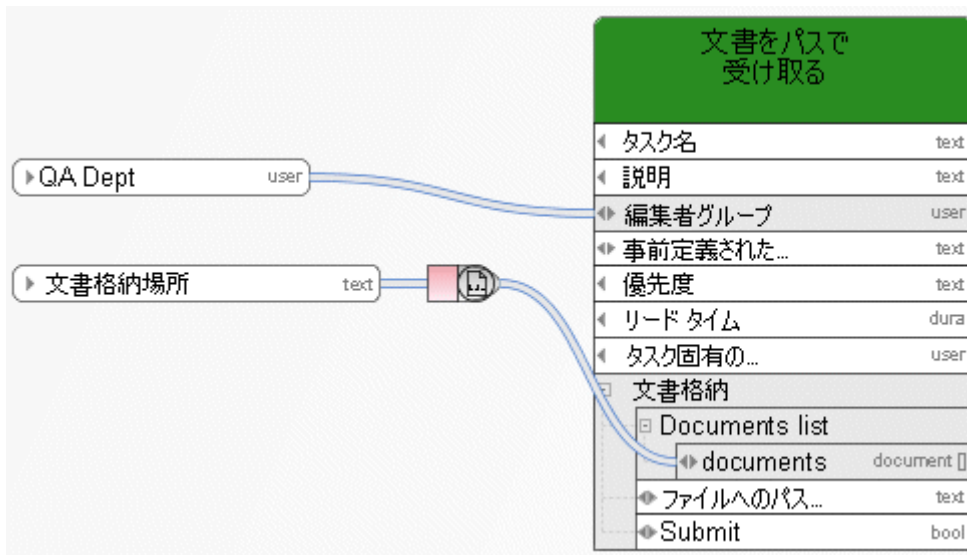 文書をパスで
受け取る
タスク名 text
QA Dept user
説明 text
編集者グループ user
事前定義された... text
文書格納場所 text
優先度 text
リード タイム dura
タスク固有の... user
文書格納
Documents list
documents document []
ファイルへのパス... text
Submit bool